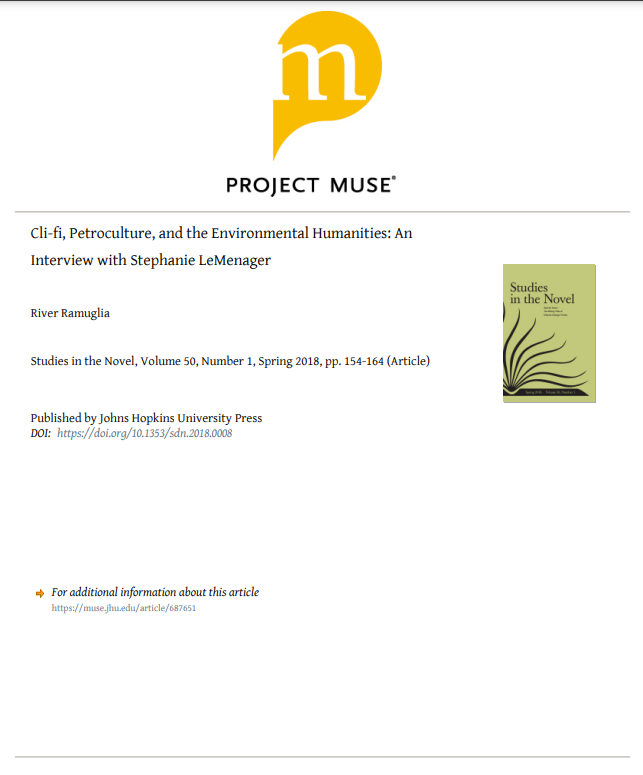 m
PROJECT MUSE®
Cli-fi, Petroculture, and the Environmental Humanities: An
Interview with Stephanie LeMenager
River Ramuglia
Studies in the Novel, Volume 50, Number 1, Spring 2018, pp. 154-164 (Article)
Published by Johns Hopkins University Press
DOI: https://doi.org/10.1353/sdn.2018.0008
Studies
in the Novel
For additional information about this article
https://muse.jhu.edu/article/687651